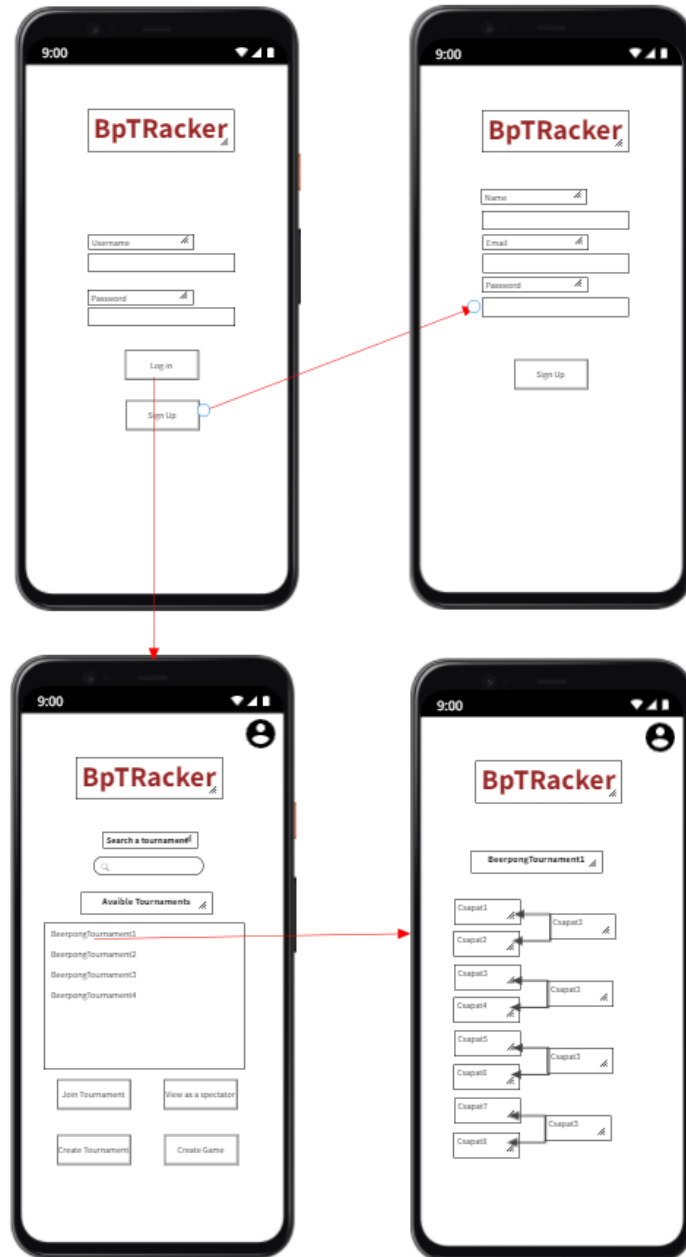 9:00
BpTRacker
Username
Password
Log in
Sign Up
9:00
BpTRacker
Name
Email
Password
Sign Up
9:00
BpTRacker
Search a tournament
Avaible Tournaments
BeerpongTournament1
BeerpongTournament2
BeerpongTournament3
BeerpongTournament4
Join Tournament
View as a spectator
Create Tournament
Create Game
9:00
BpTRacker
BeerpongTournament1
Csapat1
Csapat3
Csapat2
Csapat3
Csapat3
Csapat4
Csapat5
Csapat3
Csapat6
Csapat7
Csapat3
Csapat8